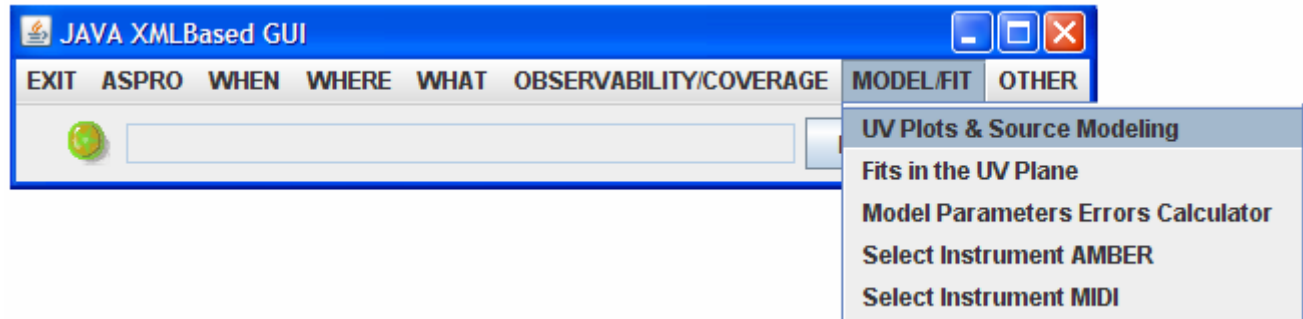 JAVA XMLBased GUI
EXIT ASPRO WHEN WHERE WHAT OBSERVABILITY/COVERAGE MODEL/FIT OTHER
UV Plots & Source Modeling
Fits in the UV Plane
Model Parameters Errors Calculator
Select Instrument AMBER
Select Instrument MIDI